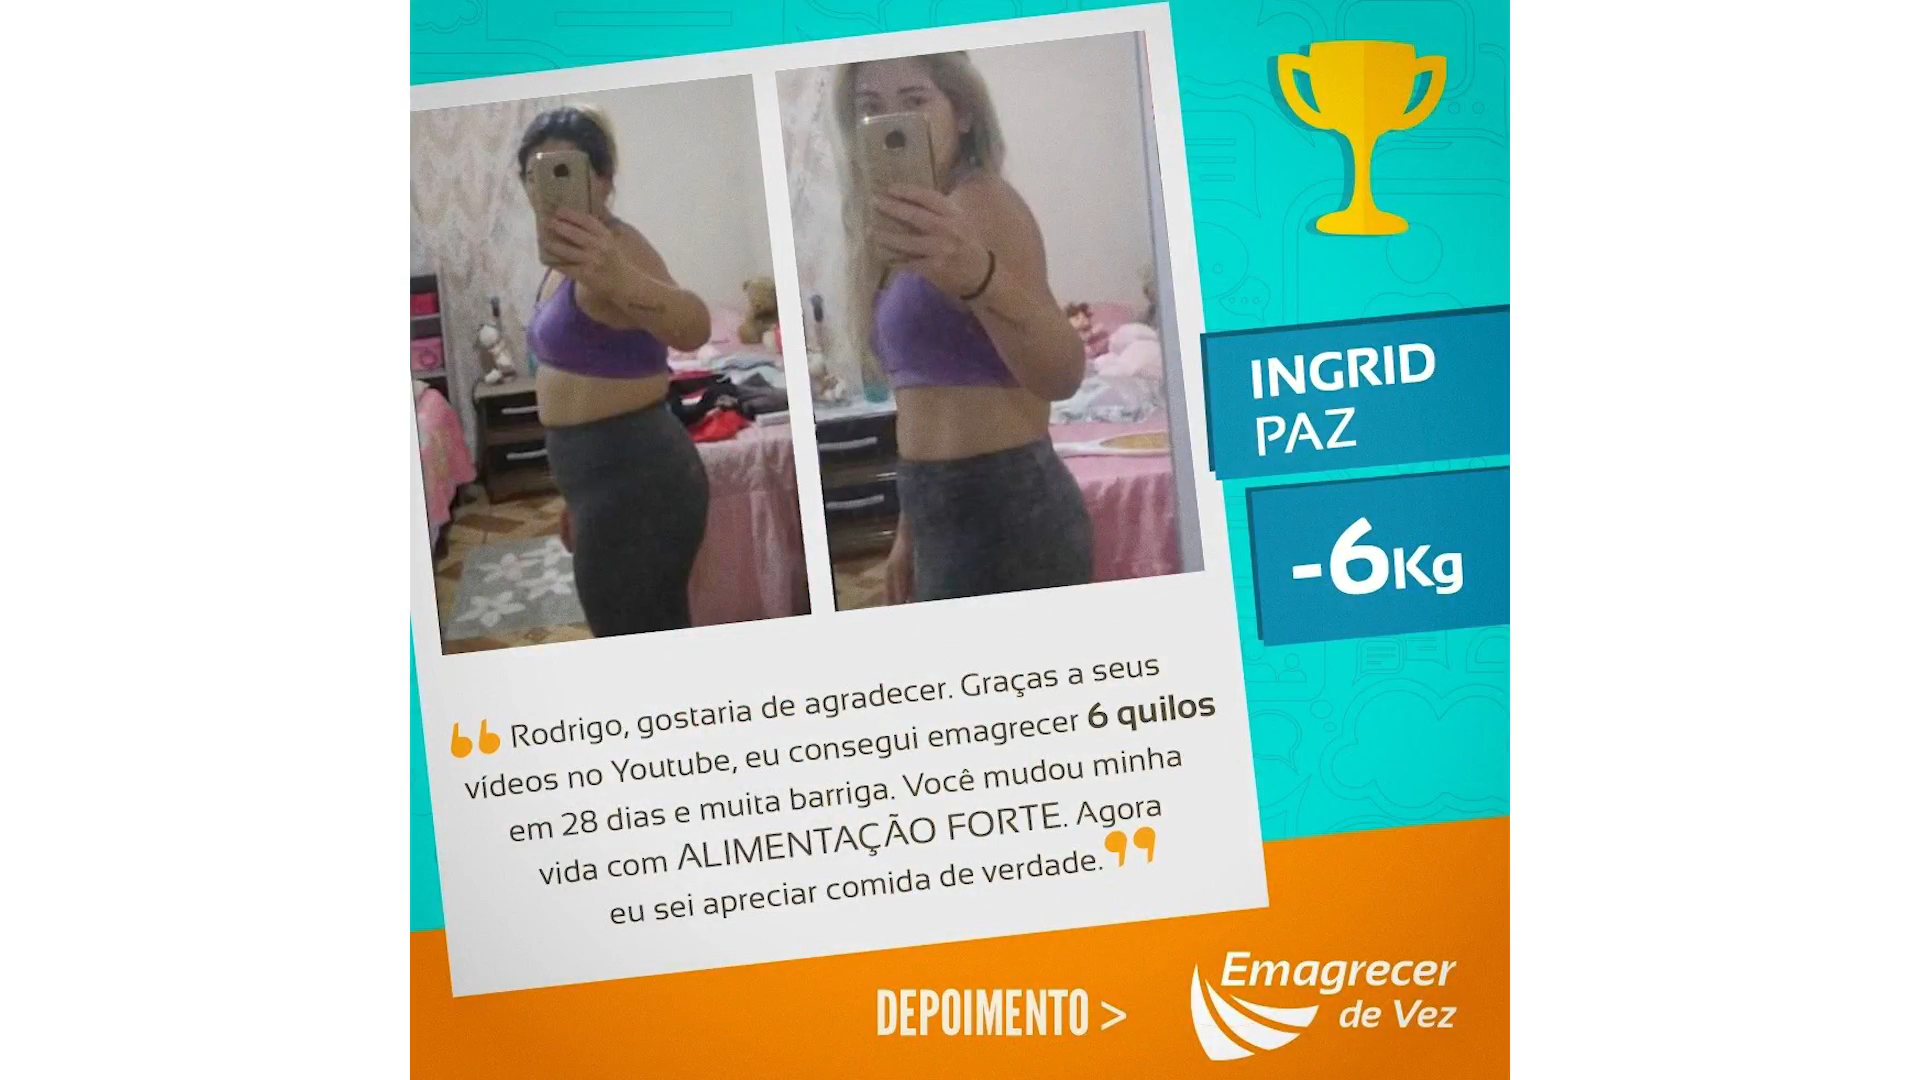 INGRID
PAZ
-6Kg
“ Rodrigo, gostaria de agradecer. Graças a seus
vídeos no Youtube, eu consegui emagrecer 6 quilos
em 28 dias e muita barriga. Você mudou minha
vida com ALIMENTAÇÃO FORTE. Agora
eu sei apreciar comida de verdade.”
DEPOIMENTO >
Emagrecer
de Vez